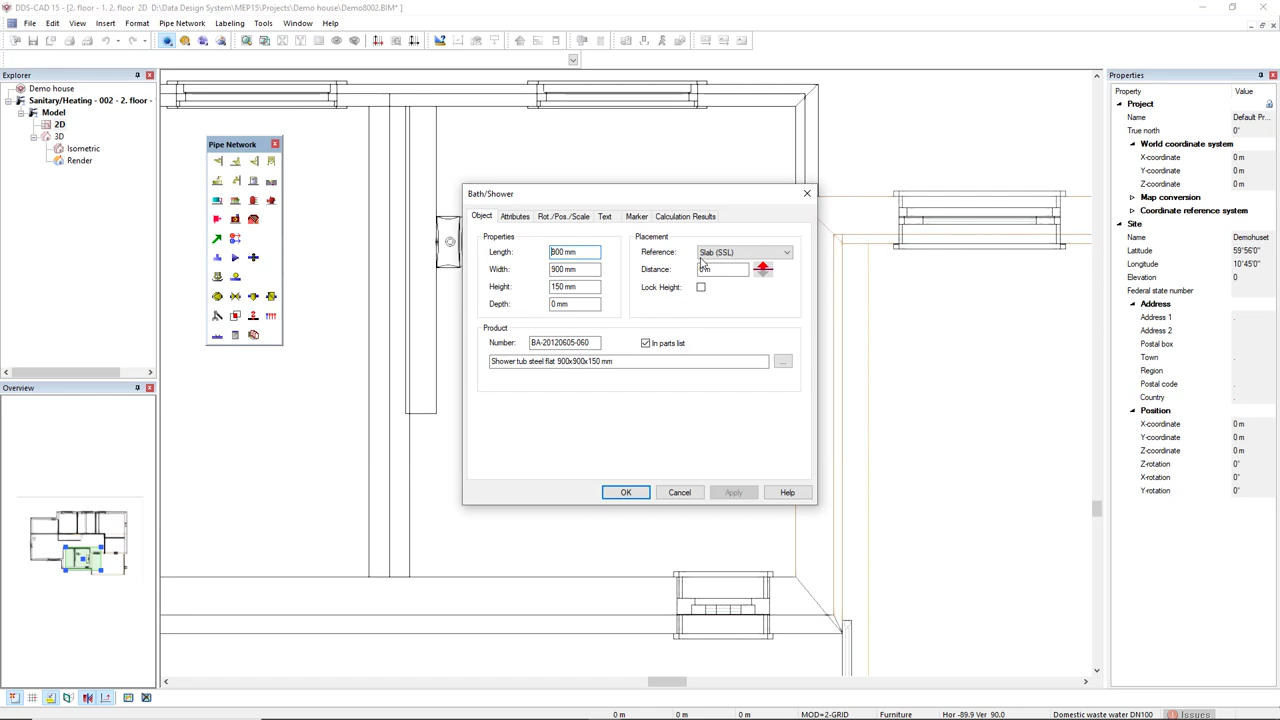 DDS-CAD 15 - [2. floor - 1. 2. floor 2D D:\Data Design System\MEP15\Projects\Demo house\Demo8002.BIM*]
File Edit View Insert Format Pipe Network Labeling Tools Window Help
Explorer
Demo house
Sanitary/Heating - 002 - 2. floor -
Model
2D
3D
Isometric
Render
Overview
Pipe Network
Bath/Shower
Object Attributes Rot./Pos./Scale Text Marker Calculation Results
Properties
Length: 900 mm
Width: 900 mm
Height: 150 mm
Depth: 0 mm
Placement
Reference: Slab (SSL)
Distance:
Lock Height:
Product
Number: BA-20120605-060 In parts list
Shower tub steel flat 900x900x150 mm
...
OK Cancel Apply Help
Properties
Property Value
Project
Name Default Pr...
True north 0°
World coordinate system
X-coordinate 0 m
Y-coordinate 0 m
Z-coordinate 0 m
Map conversion
Coordinate reference system
Site
Name Demohuset
Latitude 59°56'0"
Longitude 10°45'0"
Elevation 0
Federal state number
Address
Address 1 .
Address 2
Postal box
Town .
Region
Postal code .
Country .
Position
X-coordinate 0 m
Y-coordinate 0 m
Z-coordinate 0 m
Z-rotation 0°
X-rotation 0°
Y-rotation 0°
0 m 0 m 0 m MOD=2-GRID Furniture Hor -89.9 Ver 90.0 Domestic waste water DN100 Issues